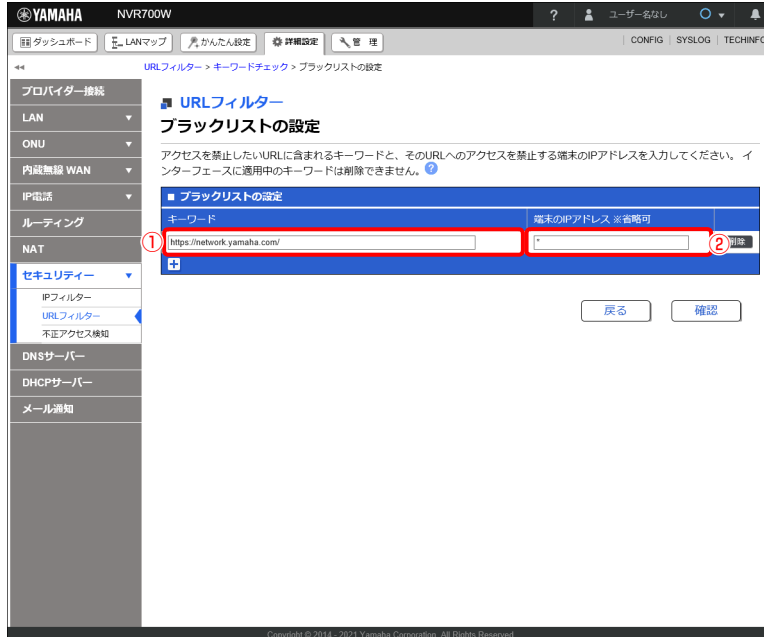 YAMAHA NVR700W ? ユーザー名なし
ダッシュボード LANマップ かんたん設定 詳細設定 管 理 CONFIG SYSLOG TECHINFO
URLフィルター > キーワードチェック > ブラックリストの設定
プロバイダー接続
LAN
ONU
内蔵無線 WAN
IP電話
ルーティング
NAT
セキュリティー
IPフィルター
URLフィルター
不正アクセス検知
DNSサーバー
DHCPサーバー
メール通知
URLフィルター
ブラックリストの設定
アクセスを禁止したいURLに含まれるキーワードと、そのURLへのアクセスを禁止する端末のIPアドレスを入力してください。 イ
ンターフェースに適用中のキーワードは削除できません。 ?
■ ブラックリストの設定
キーワード 端末のIPアドレス ※省略可
① https://network.yamaha.com/ * ② 削除
+
戻る 確認
Copyright © 2014 - 2021 Yamaha Corporation. All Rights Reserved.